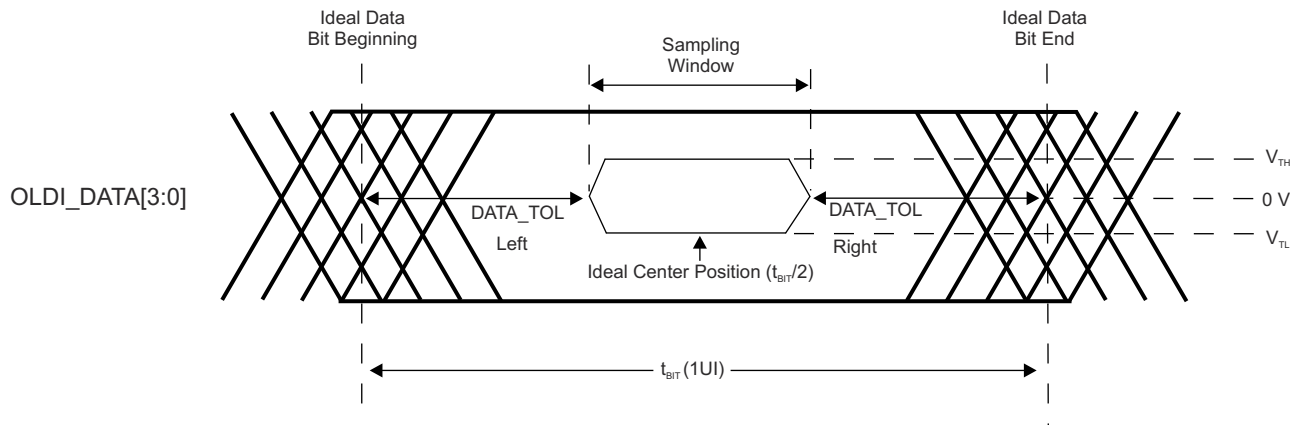 Ideal Data
Bit Beginning
Ideal Data
Bit End
Sampling
Window
V_TH
OLDI_DATA[3:0]
0 V
DATA_TOL
Left
DATA_TOL
Right
V_TL
Ideal Center Position (t_BIT/2)
t_BIT (1UI)